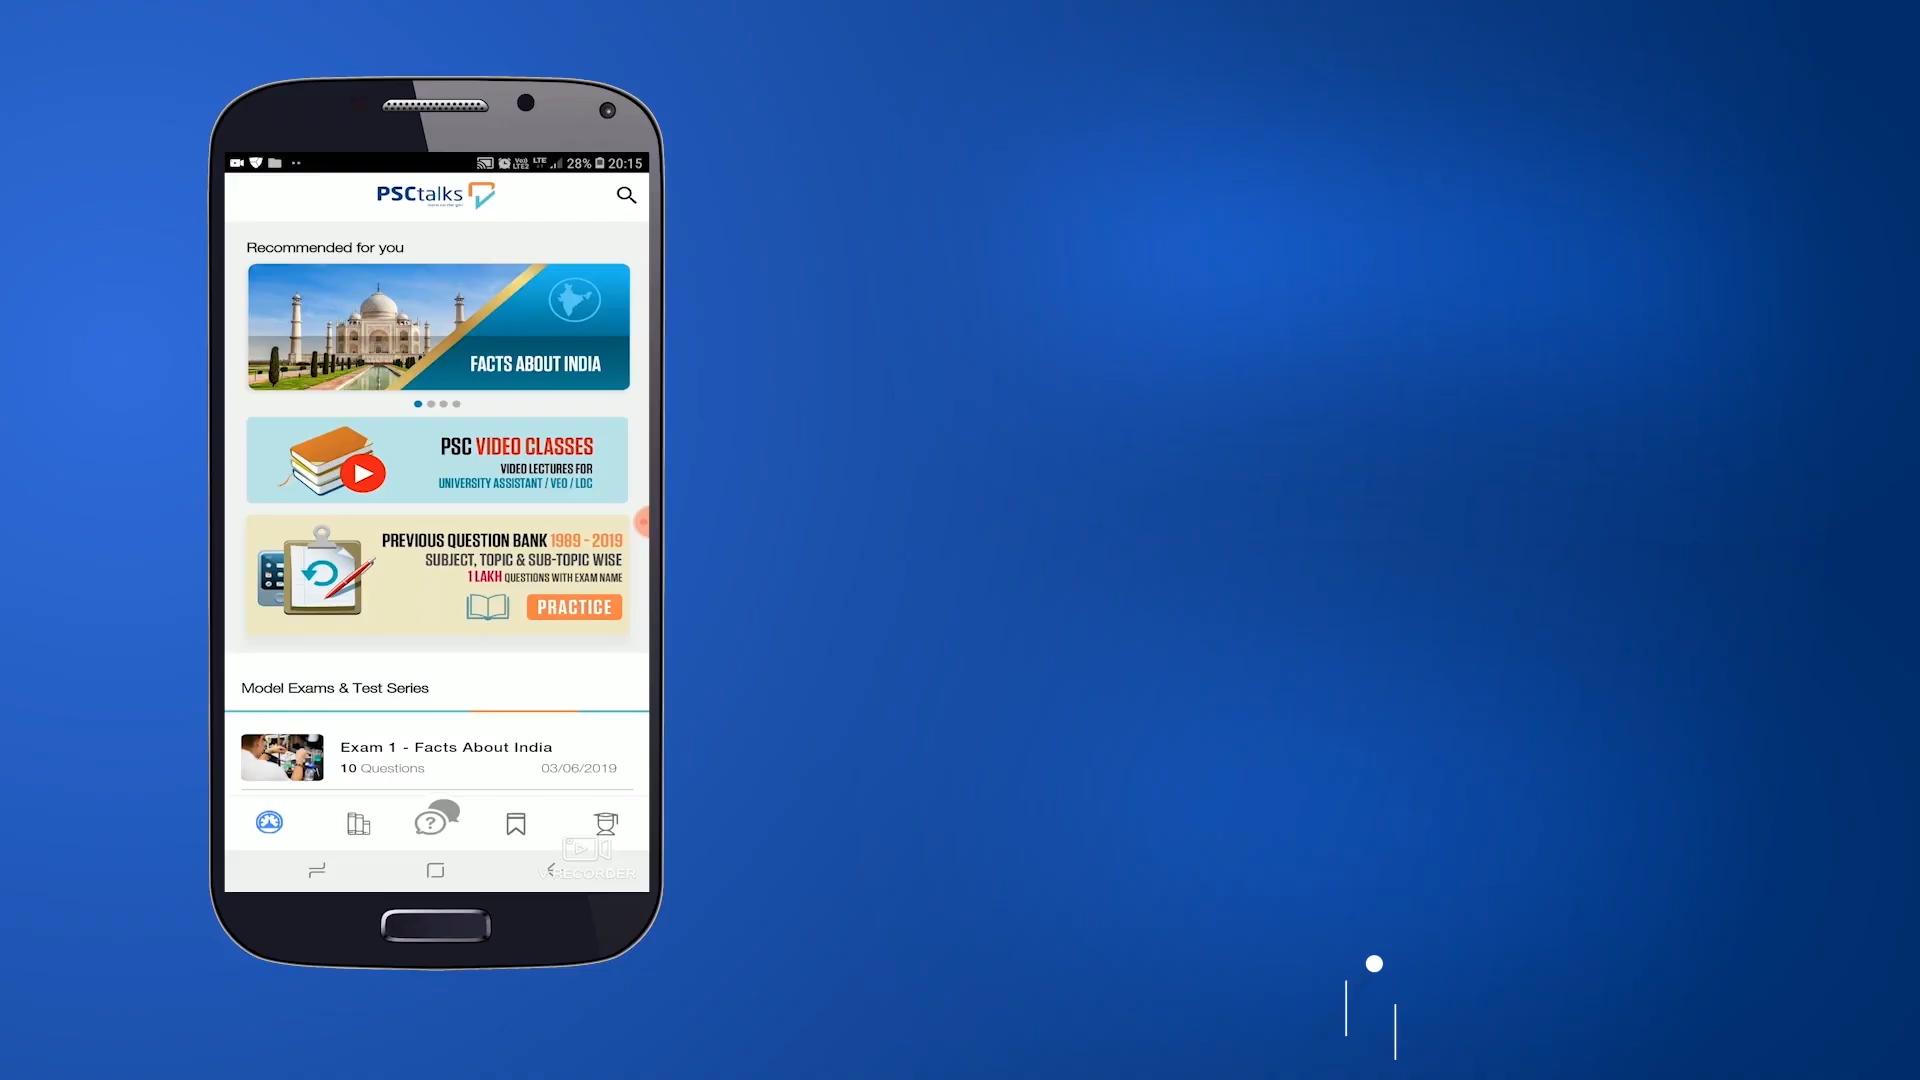 28% 20:15
PSCtalks
Recommended for you
FACTS ABOUT INDIA
PSC VIDEO CLASSES
VIDEO LECTURES FOR
UNIVERSITY ASSISTANT / VEO / LDC
PREVIOUS QUESTION BANK 1989 - 2019
SUBJECT, TOPIC & SUB-TOPIC WISE
1 LAKH QUESTIONS WITH EXAM NAME
PRACTICE
Model Exams & Test Series
Exam 1 - Facts About India
10 Questions 03/06/2019
?
V RECORDER